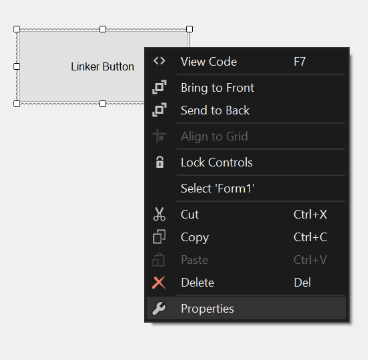 Linker Button
View Code F7
Bring to Front
Send to Back
Align to Grid
Lock Controls
Select 'Form1'
Cut Ctrl+X
Copy Ctrl+C
Paste Ctrl+V
Delete Del
Properties